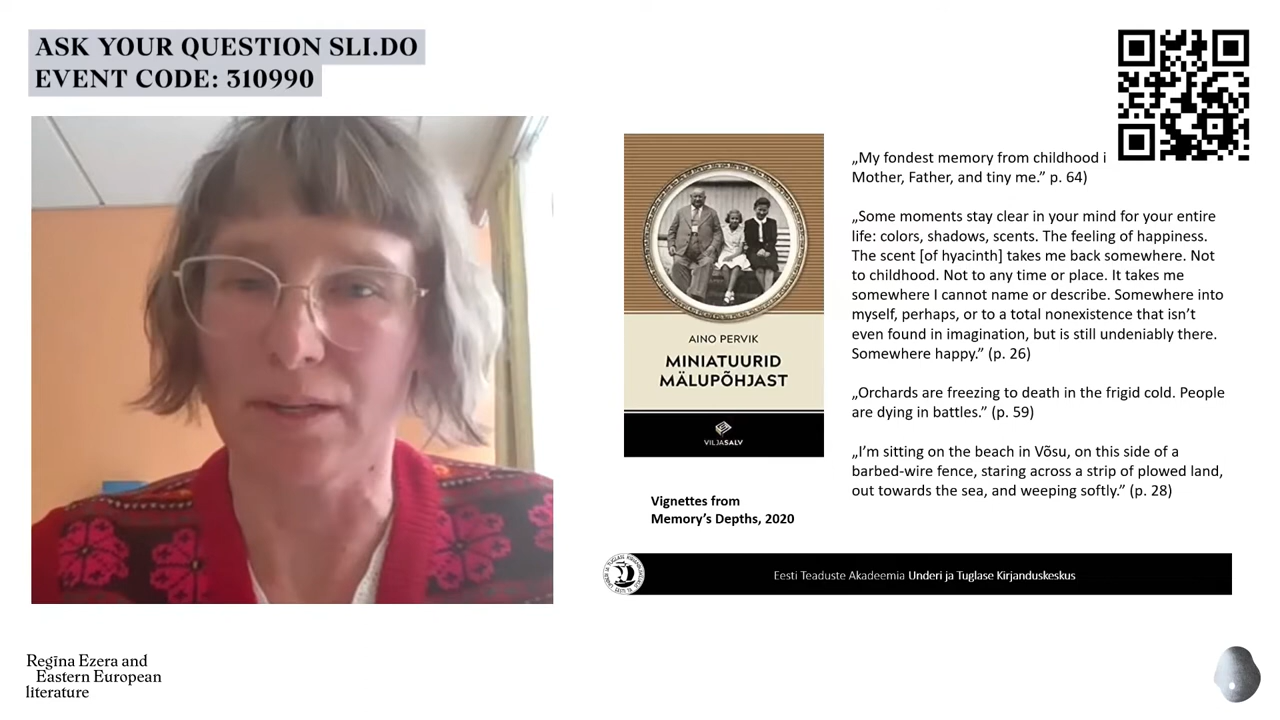 ASK YOUR QUESTION SLI.DO
EVENT CODE: 310990
AINO PERVIK
MINIATUURID
MÄLUPÕHJAST
VILJASALV
Vignettes from
Memory’s Depths, 2020
„My fondest memory from childhood i
Mother, Father, and tiny me.” p. 64)
„Some moments stay clear in your mind for your entire
life: colors, shadows, scents. The feeling of happiness.
The scent [of hyacinth] takes me back somewhere. Not
to childhood. Not to any time or place. It takes me
somewhere I cannot name or describe. Somewhere into
myself, perhaps, or to a total nonexistence that isn’t
even found in imagination, but is still undeniably there.
Somewhere happy.” (p. 26)
„Orchards are freezing to death in the frigid cold. People
are dying in battles.” (p. 59)
„I’m sitting on the beach in Võsu, on this side of a
barbed-wire fence, staring across a strip of plowed land,
out towards the sea, and weeping softly.” (p. 28)
Eesti Teaduste Akadeemia Underi ja Tuglase Kirjanduskeskus
Regīna Ezera and
Eastern European
literature